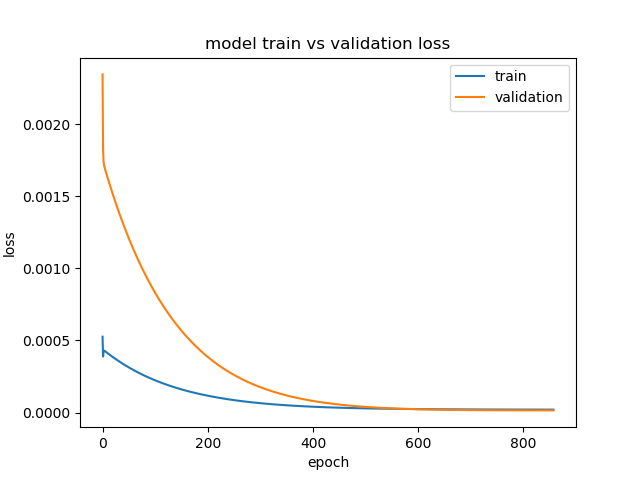 model train vs validation loss
train
validation
0.0020
0.0015
0.0010
0.0005
0.0000
loss
0 200 400 600 800
epoch